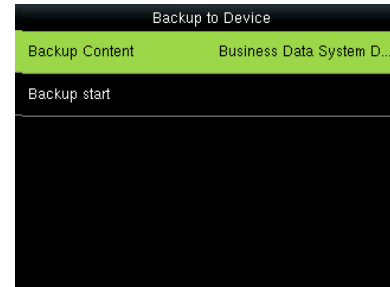 Backup to Device
Backup Content Business Data System D...
Backup start